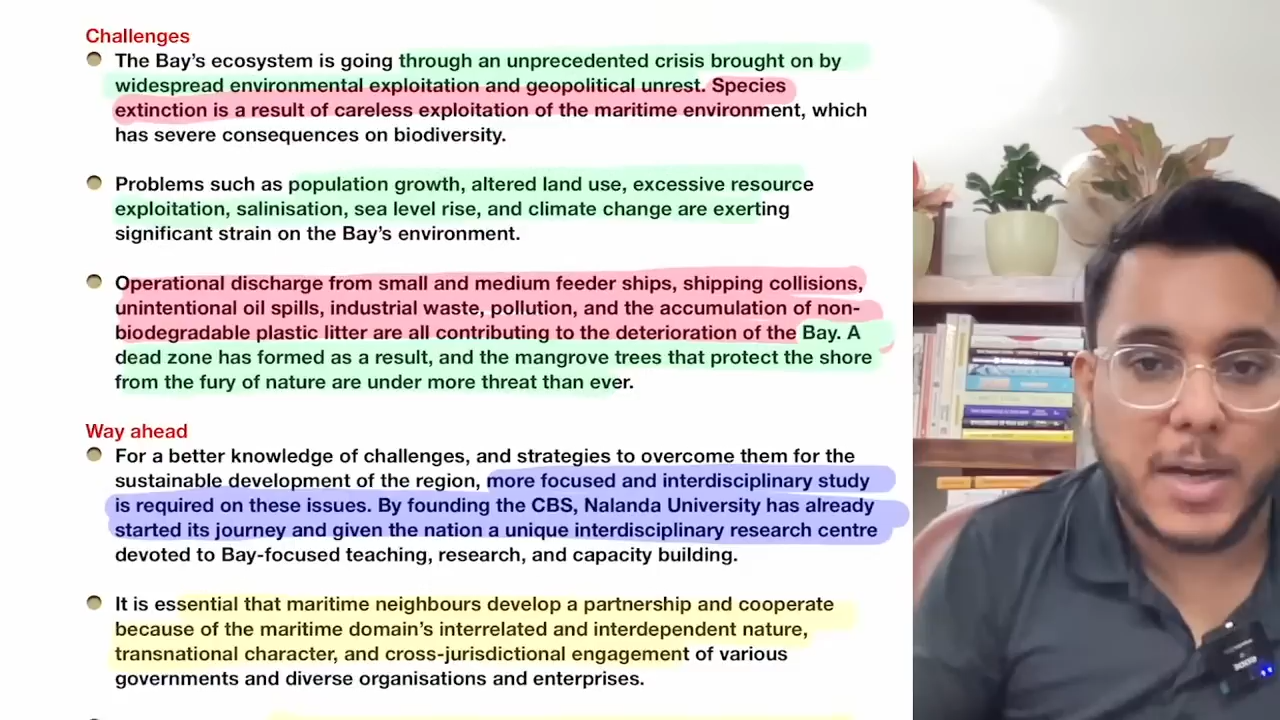 Challenges
The Bay's ecosystem is going through an unprecedented crisis brought on by
widespread environmental exploitation and geopolitical unrest. Species
extinction is a result of careless exploitation of the maritime environment, which
has severe consequences on biodiversity.
Problems such as population growth, altered land use, excessive resource
exploitation, salinisation, sea level rise, and climate change are exerting
significant strain on the Bay's environment.
Operational discharge from small and medium feeder ships, shipping collisions,
unintentional oil spills, industrial waste, pollution, and the accumulation of non-
biodegradable plastic litter are all contributing to the deterioration of the Bay. A
dead zone has formed as a result, and the mangrove trees that protect the shore
from the fury of nature are under more threat than ever.
Way ahead
For a better knowledge of challenges, and strategies to overcome them for the
sustainable development of the region, more focused and interdisciplinary study
is required on these issues. By founding the CBS, Nalanda University has already
started its journey and given the nation a unique interdisciplinary research centre
devoted to Bay-focused teaching, research, and capacity building.
It is essential that maritime neighbours develop a partnership and cooperate
because of the maritime domain's interrelated and interdependent nature,
transnational character, and cross-jurisdictional engagement of various
governments and diverse organisations and enterprises.